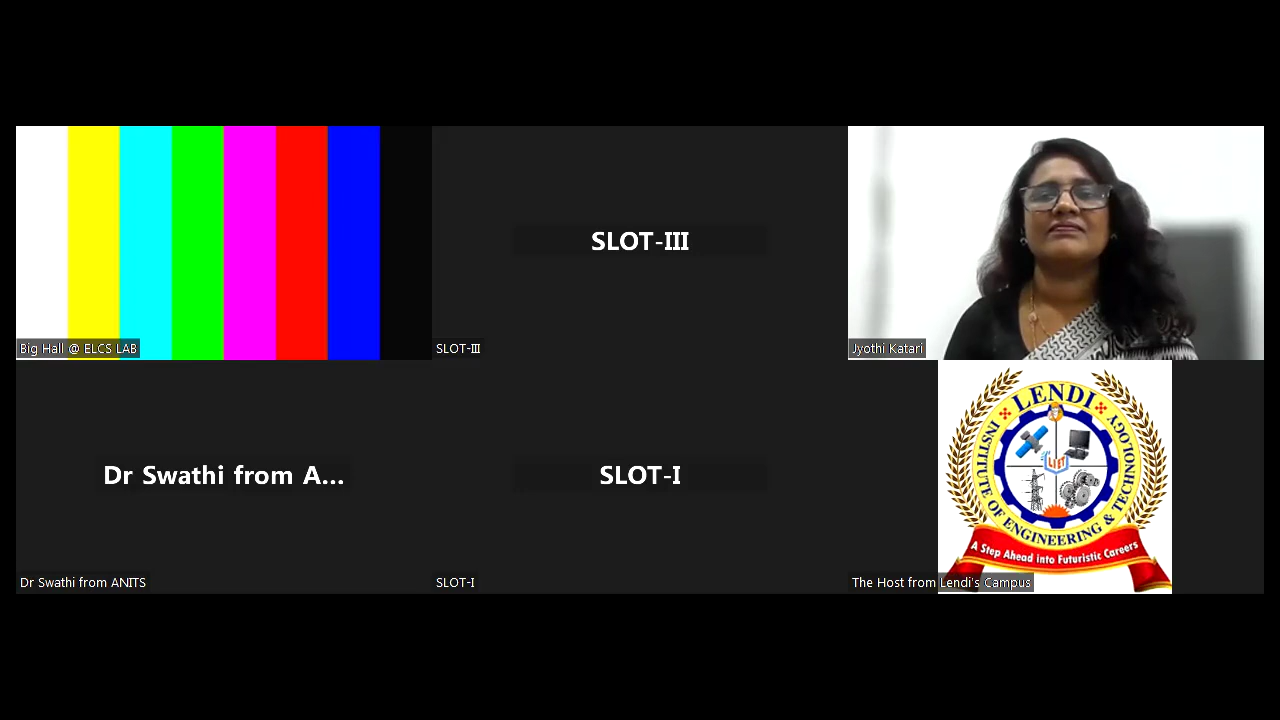 Big Hall @ ELCS LAB
SLOT-III
SLOT-III
Jyothi Katari
Dr Swathi from A...
Dr Swathi from ANITS
SLOT-I
SLOT-I
LENDI
INSTITUTE OF ENGINEERING & TECHNOLOGY
LIET
A Step Ahead into Futuristic Careers
The Host from Lendi's Campus